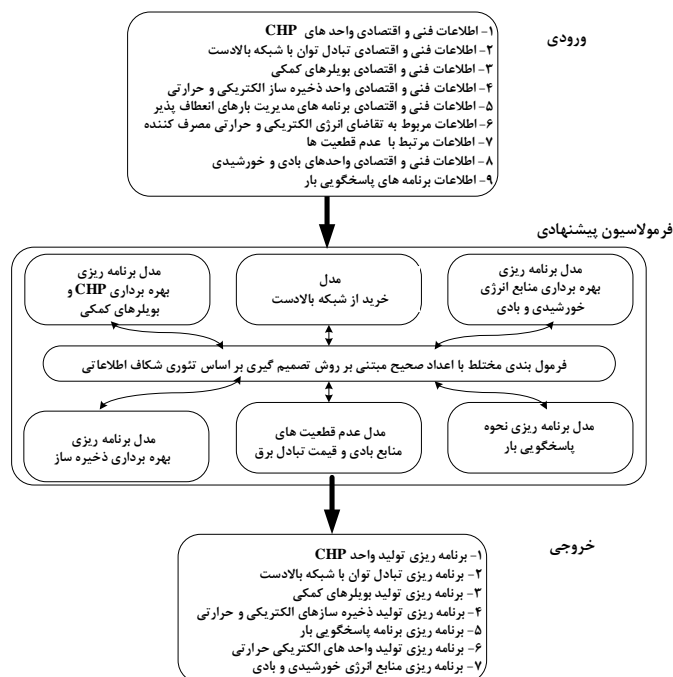 ورودی
۱- اطلاعات فنی و اقتصادی واحد های CHP
۲- اطلاعات فنی و اقتصادی تبادل توان با شبکه بالادست
۳- اطلاعات فنی و اقتصادی بویلرهای کمکی
۴- اطلاعات فنی و اقتصادی واحد ذخیره ساز الکتریکی و حرارتی
۵- اطلاعات فنی و اقتصادی برنامه های مدیریت بارهای انعطاف پذیر
۶- اطلاعات مربوط به تقاضای انرژی الکتریکی و حرارتی مصرف کننده
۷- اطلاعات مرتبط با عدم قطعیت ها
۸- اطلاعات فنی و اقتصادی واحدهای بادی و خورشیدی
۹- اطلاعات برنامه های پاسخگویی بار
فرمولاسیون پیشنهادی
مدل برنامه ریزی
بهره برداری منابع انرژی
خورشیدی و بادی
مدل
خرید از شبکه بالادست
مدل برنامه ریزی
بهره برداری CHP و
بویلرهای کمکی
فرمول بندی مختلط با اعداد صحیح مبتنی بر روش تصمیم گیری بر اساس تئوری شکاف اطلاعاتی
مدل برنامه ریزی نحوه
پاسخگویی بار
مدل عدم قطعیت های
منابع بادی و قیمت تبادل برق
مدل برنامه ریزی
بهره برداری ذخیره ساز
خروجی
۱- برنامه ریزی تولید واحد CHP
۲- برنامه ریزی تبادل توان با شبکه بالادست
۳- برنامه ریزی تولید بویلرهای کمکی
۴- برنامه ریزی تولید ذخیره سازهای الکتریکی و حرارتی
۵- برنامه ریزی برنامه پاسخگویی بار
۶- برنامه ریزی تولید واحد های الکتریکی حرارتی
۷- برنامه ریزی منابع انرژی خورشیدی و بادی